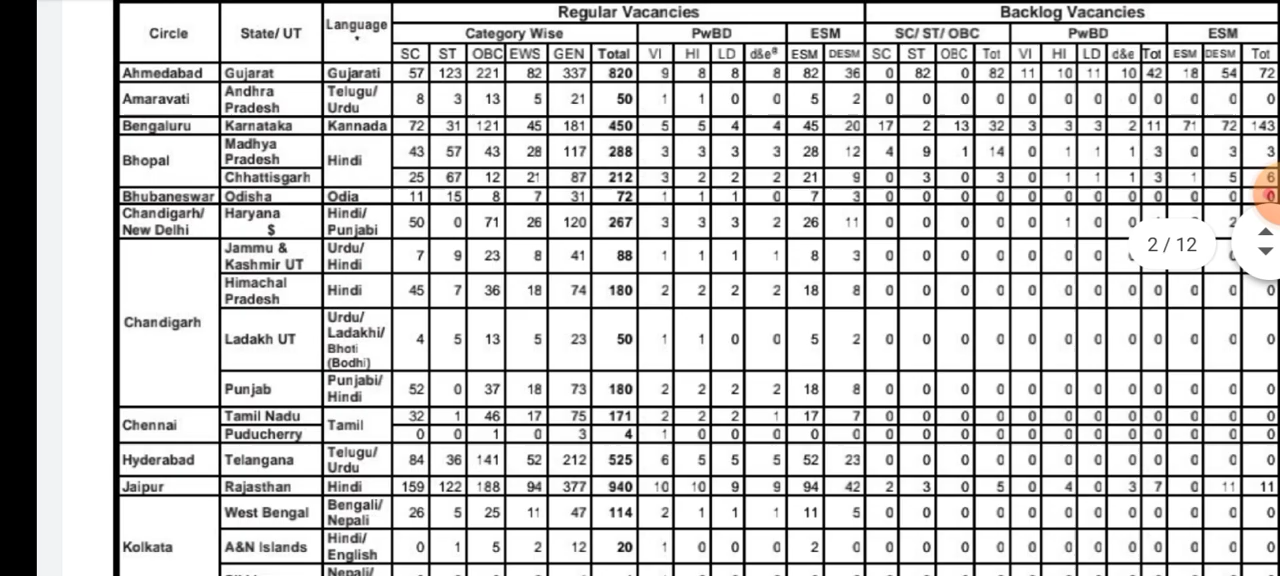 Regular Vacancies Backlog Vacancies
Circle State/ UT Language
Category Wise PwBD ESM SC/ ST/ OBC PwBD ESM
SC ST OBC EWS GEN Total VI HI LD d&e ESM DESM SC ST OBC Tot VI HI LD d&e Tot ESM DESM Tot
Ahmedabad Gujarat Gujarati 57 123 221 82 337 820 9 8 8 8 82 36 0 82 0 82 11 10 11 10 42 18 54 72
Amaravati Andhra Pradesh Telugu/ Urdu 8 3 13 5 21 50 1 1 0 0 5 2 0 0 0 0 0 0 0 0 0 0 0 0
Bengaluru Karnataka Kannada 72 31 121 45 181 450 5 5 4 4 45 20 17 2 13 32 3 3 3 2 11 71 72 143
Bhopal Madhya Pradesh Hindi 43 57 43 28 117 288 3 3 3 3 28 12 4 9 1 14 0 1 1 1 3 0 3 3
Chhattisgarh 25 67 12 21 87 212 3 2 2 2 21 9 0 3 0 3 0 1 1 1 3 1 5 6
Bhubaneswar Odisha Odia 11 15 8 7 31 72 1 1 1 0 7 3 0 0 0 0 0 0 0 0 0 0 0 0
Chandigarh/ New Delhi Haryana $ Hindi/ Punjabi 50 0 71 26 120 267 3 3 3 2 26 11 0 0 0 0 0 1 0 0
2 / 12
Jammu & Kashmir UT Urdu/ Hindi 7 9 23 8 41 88 1 1 1 1 8 3 0 0 0 0 0 0 0
Himachal Pradesh Hindi 45 7 36 18 74 180 2 2 2 2 18 8 0 0 0 0 0 0 0 0 0 0 0 0
Chandigarh
Ladakh UT Urdu/ Ladakhi/ Bhoti (Bodhi) 4 5 13 5 23 50 1 1 0 0 5 2 0 0 0 0 0 0 0 0 0 0 0 0
Punjab Punjabi/ Hindi 52 0 37 18 73 180 2 2 2 2 18 8 0 0 0 0 0 0 0 0 0 0 0 0
Chennai Tamil Nadu Tamil 32 1 46 17 75 171 2 2 2 1 17 7 0 0 0 0 0 0 0 0 0 0 0 0
Puducherry 0 0 1 0 3 4 1 0 0 0 0 0 0 0 0 0 0 0 0 0 0 0 0 0
Hyderabad Telangana Telugu/ Urdu 84 36 141 52 212 525 6 5 5 5 52 23 0 0 0 0 0 0 0 0 0 0 0 0
Jaipur Rajasthan Hindi 159 122 188 94 377 940 10 10 9 9 94 42 2 3 0 5 0 4 0 3 7 0 11 11
West Bengal Bengali/ Nepali 26 5 25 11 47 114 2 1 1 1 11 5 0 0 0 0 0 0 0 0 0 0 0 0
Kolkata A&N Islands Hindi/ English 0 1 5 2 12 20 1 0 0 0 2 0 0 0 0 0 0 0 0 0 0 0 0 0
Nepali/